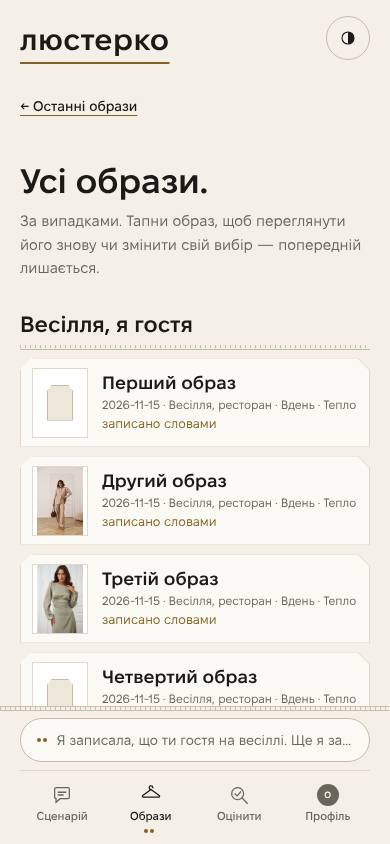 люстерко
← Останні образи
Усі образи.
За випадками. Тапни образ, щоб переглянути
його знову чи змінити свій вибір — попередній
лишається.
Весілля, я гостя
Перший образ
2026-11-15 · Весілля, ресторан · Вдень · Тепло
записано словами
Другий образ
2026-11-15 · Весілля, ресторан · Вдень · Тепло
записано словами
Третій образ
2026-11-15 · Весілля, ресторан · Вдень · Тепло
записано словами
Четвертий образ
2026-11-15 · Весілля, ресторан · Вдень · Тепло
Я записала, що ти гостя на весіллі. Ще я за...
Сценарій
Образи
Оцінити
О
Профіль